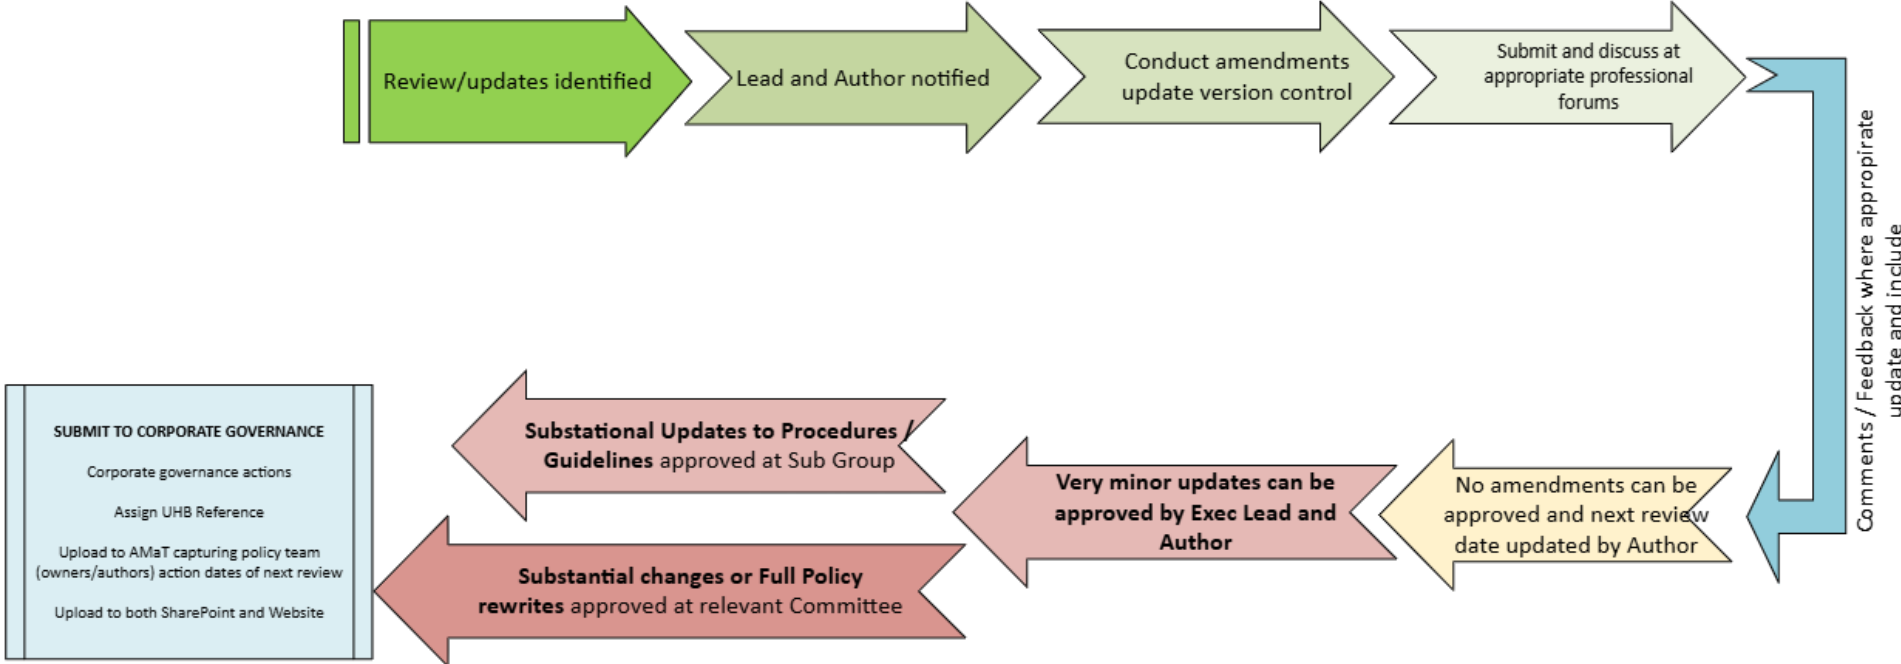 Review/updates identified
Lead and Author notified
Conduct amendments
update version control
Submit and discuss at
appropriate professional
forums
Comments / Feedback where appropirate
update and include
No amendments can be
approved and next review
date updated by Author
Very minor updates can be
approved by Exec Lead and
Author
Substational Updates to Procedures /
Guidelines approved at Sub Group
Substantial changes or Full Policy
rewrites approved at relevant Committee
SUBMIT TO CORPORATE GOVERNANCE
Corporate governance actions
Assign UHB Reference
Upload to AMaT capturing policy team
(owners/authors) action dates of next review
Upload to both SharePoint and Website